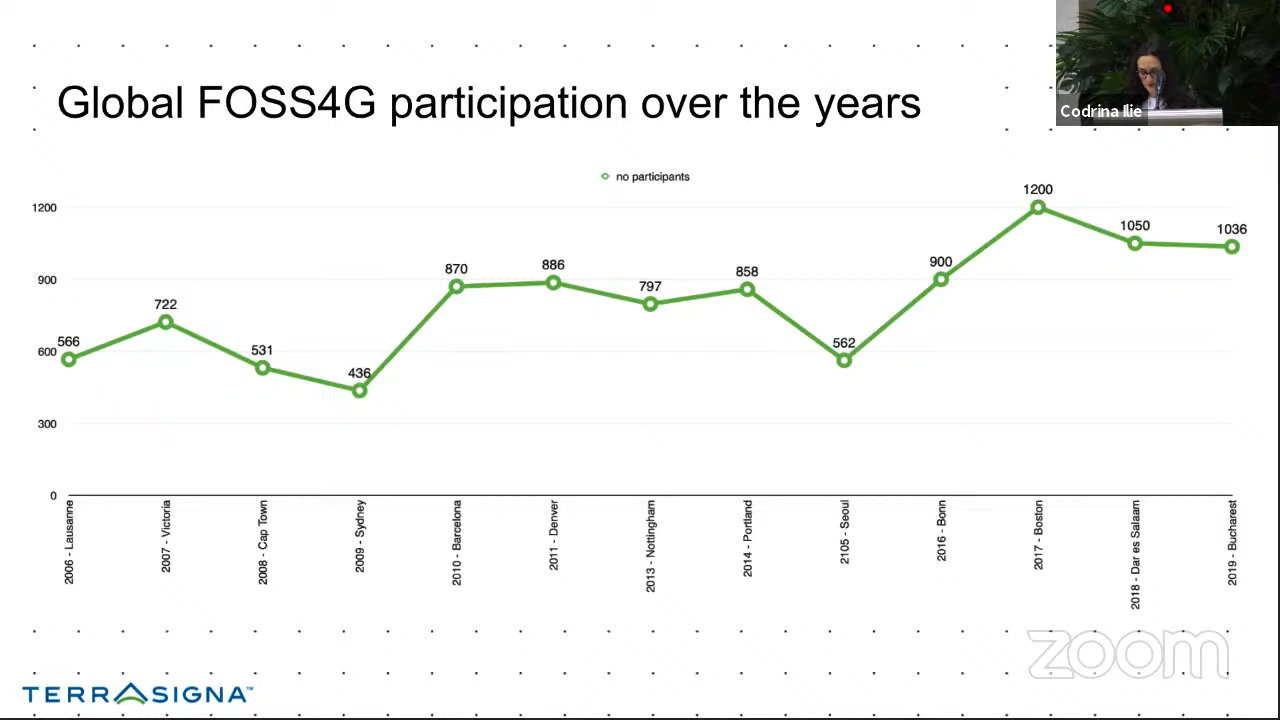 Global FOSS4G participation over the years
Codrina Ilie
no participants
1200
900
600
300
0
566
722
531
436
870
886
797
858
562
900
1200
1050
1036
2006 - Lausanne
2007 - Victoria
2008 - Cap Town
2009 - Sydney
2010 - Barcelona
2011 - Denver
2013 - Nottingham
2014 - Portland
2105 - Seoul
2016 - Bonn
2017 - Boston
2018 - Dar es Salaam
2019 - Bucharest
zoom
TERRASIGNA™